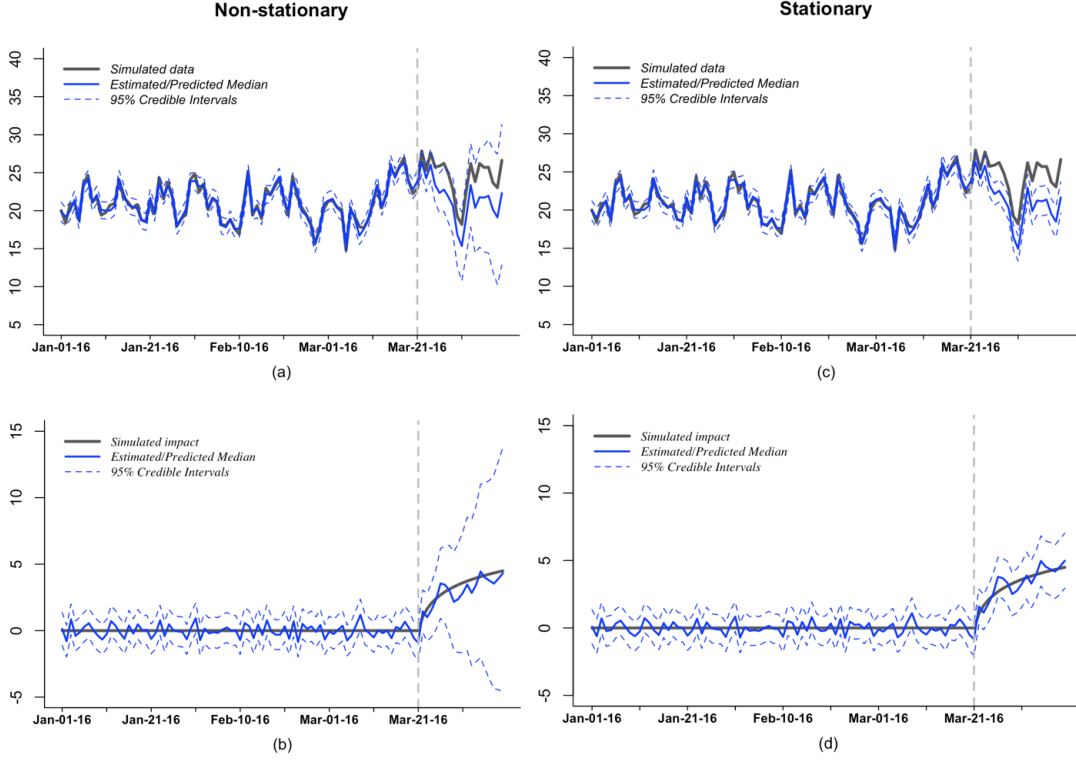 Non-stationary
Stationary
40
35
30
25
20
15
10
5
Simulated data
Estimated/Predicted Median
95% Credible Intervals
Jan-01-16
Jan-21-16
Feb-10-16
Mar-01-16
Mar-21-16
(a)
40
35
30
25
20
15
10
5
Simulated data
Estimated/Predicted Median
95% Credible Intervals
Jan-01-16
Jan-21-16
Feb-10-16
Mar-01-16
Mar-21-16
(c)
15
10
5
0
-5
Simulated impact
Estimated/Predicted Median
95% Credible Intervals
Jan-01-16
Jan-21-16
Feb-10-16
Mar-01-16
Mar-21-16
(b)
15
10
5
0
-5
Simulated impact
Estimated/Predicted Median
95% Credible Intervals
Jan-01-16
Jan-21-16
Feb-10-16
Mar-01-16
Mar-21-16
(d)